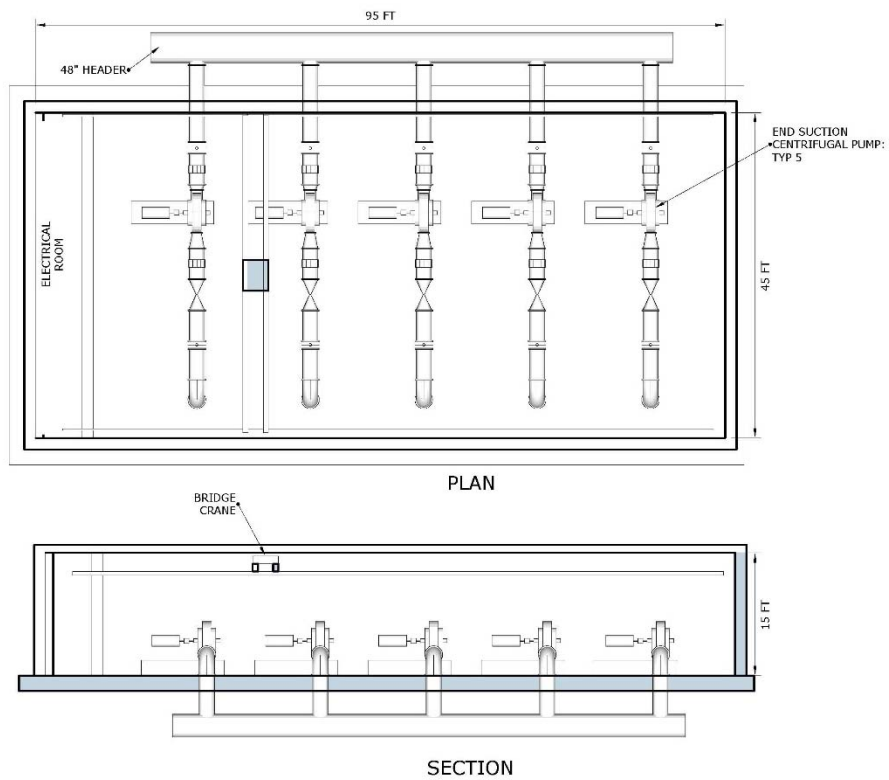 95 FT
48" HEADER
END SUCTION
CENTRIFUGAL PUMP:
TYP 5
ELECTRICAL
ROOM
45 FT
PLAN
BRIDGE
CRANE
15 FT
SECTION